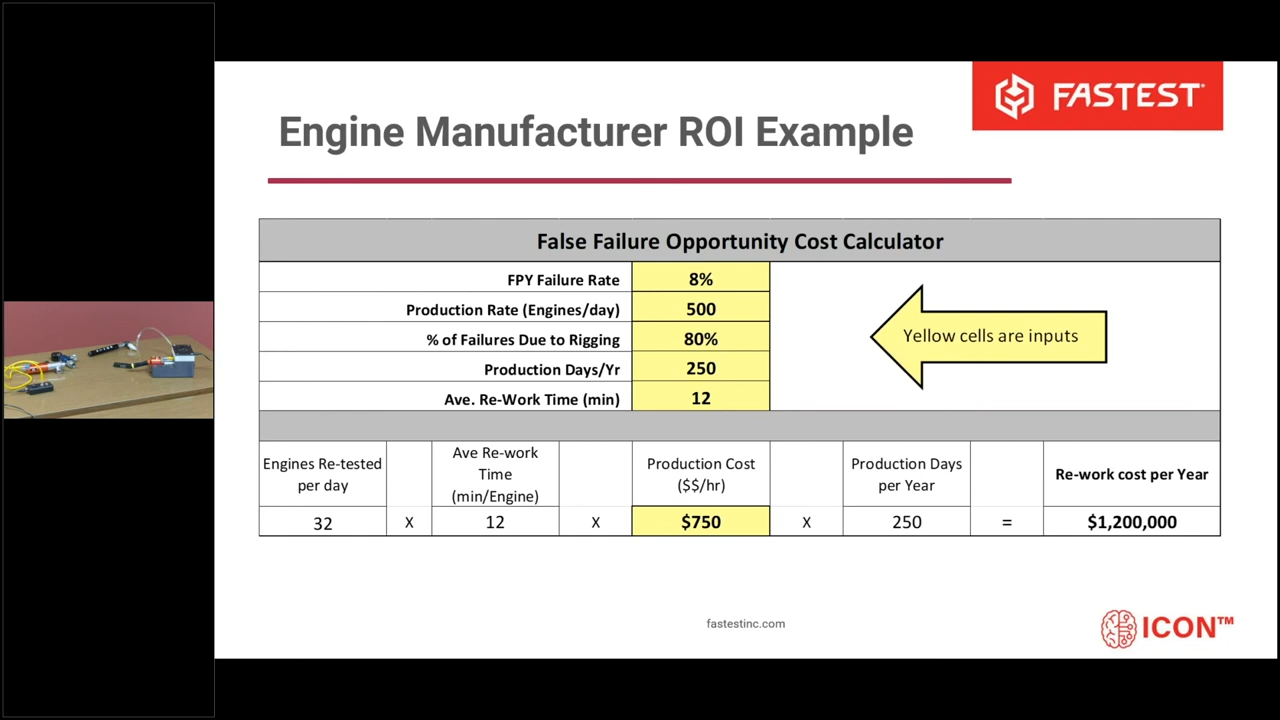 FASTEST
Engine Manufacturer ROI Example
False Failure Opportunity Cost Calculator
FPY Failure Rate 8%
Production Rate (Engines/day) 500
% of Failures Due to Rigging 80%
Production Days/Yr 250
Ave. Re-Work Time (min) 12
Yellow cells are inputs
Engines Re-tested
per day
Ave Re-work
Time
(min/Engine)
Production Cost
($$/hr)
Production Days
per Year
Re-work cost per Year
32 X 12 X $750 X 250 = $1,200,000
fastestinc.com
ICON™